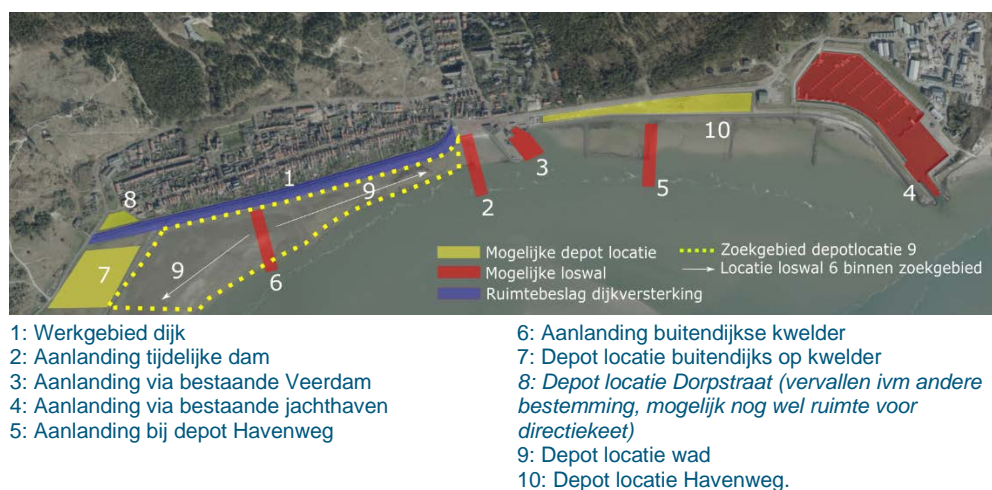 1
8
9
10
3
2
5
4
7
9
6
Mogelijke depot locatie
Mogelijke loswal
Ruimtebeslag dijkversterking
Zoekgebied depotlocatie 9
Locatie loswal 6 binnen zoekgebied
1: Werkgebied dijk
2: Aanlanding tijdelijke dam
3: Aanlanding via bestaande Veerdam
4: Aanlanding via bestaande jachthaven
5: Aanlanding bij depot Havenweg
6: Aanlanding buitendijkse kwelder
7: Depot locatie buitendijks op kwelder
8: Depot locatie Dorpstraat (vervallen ivm andere
bestemming, mogelijk nog wel ruimte voor
directiekeet)
9: Depot locatie wad
10: Depot locatie Havenweg.